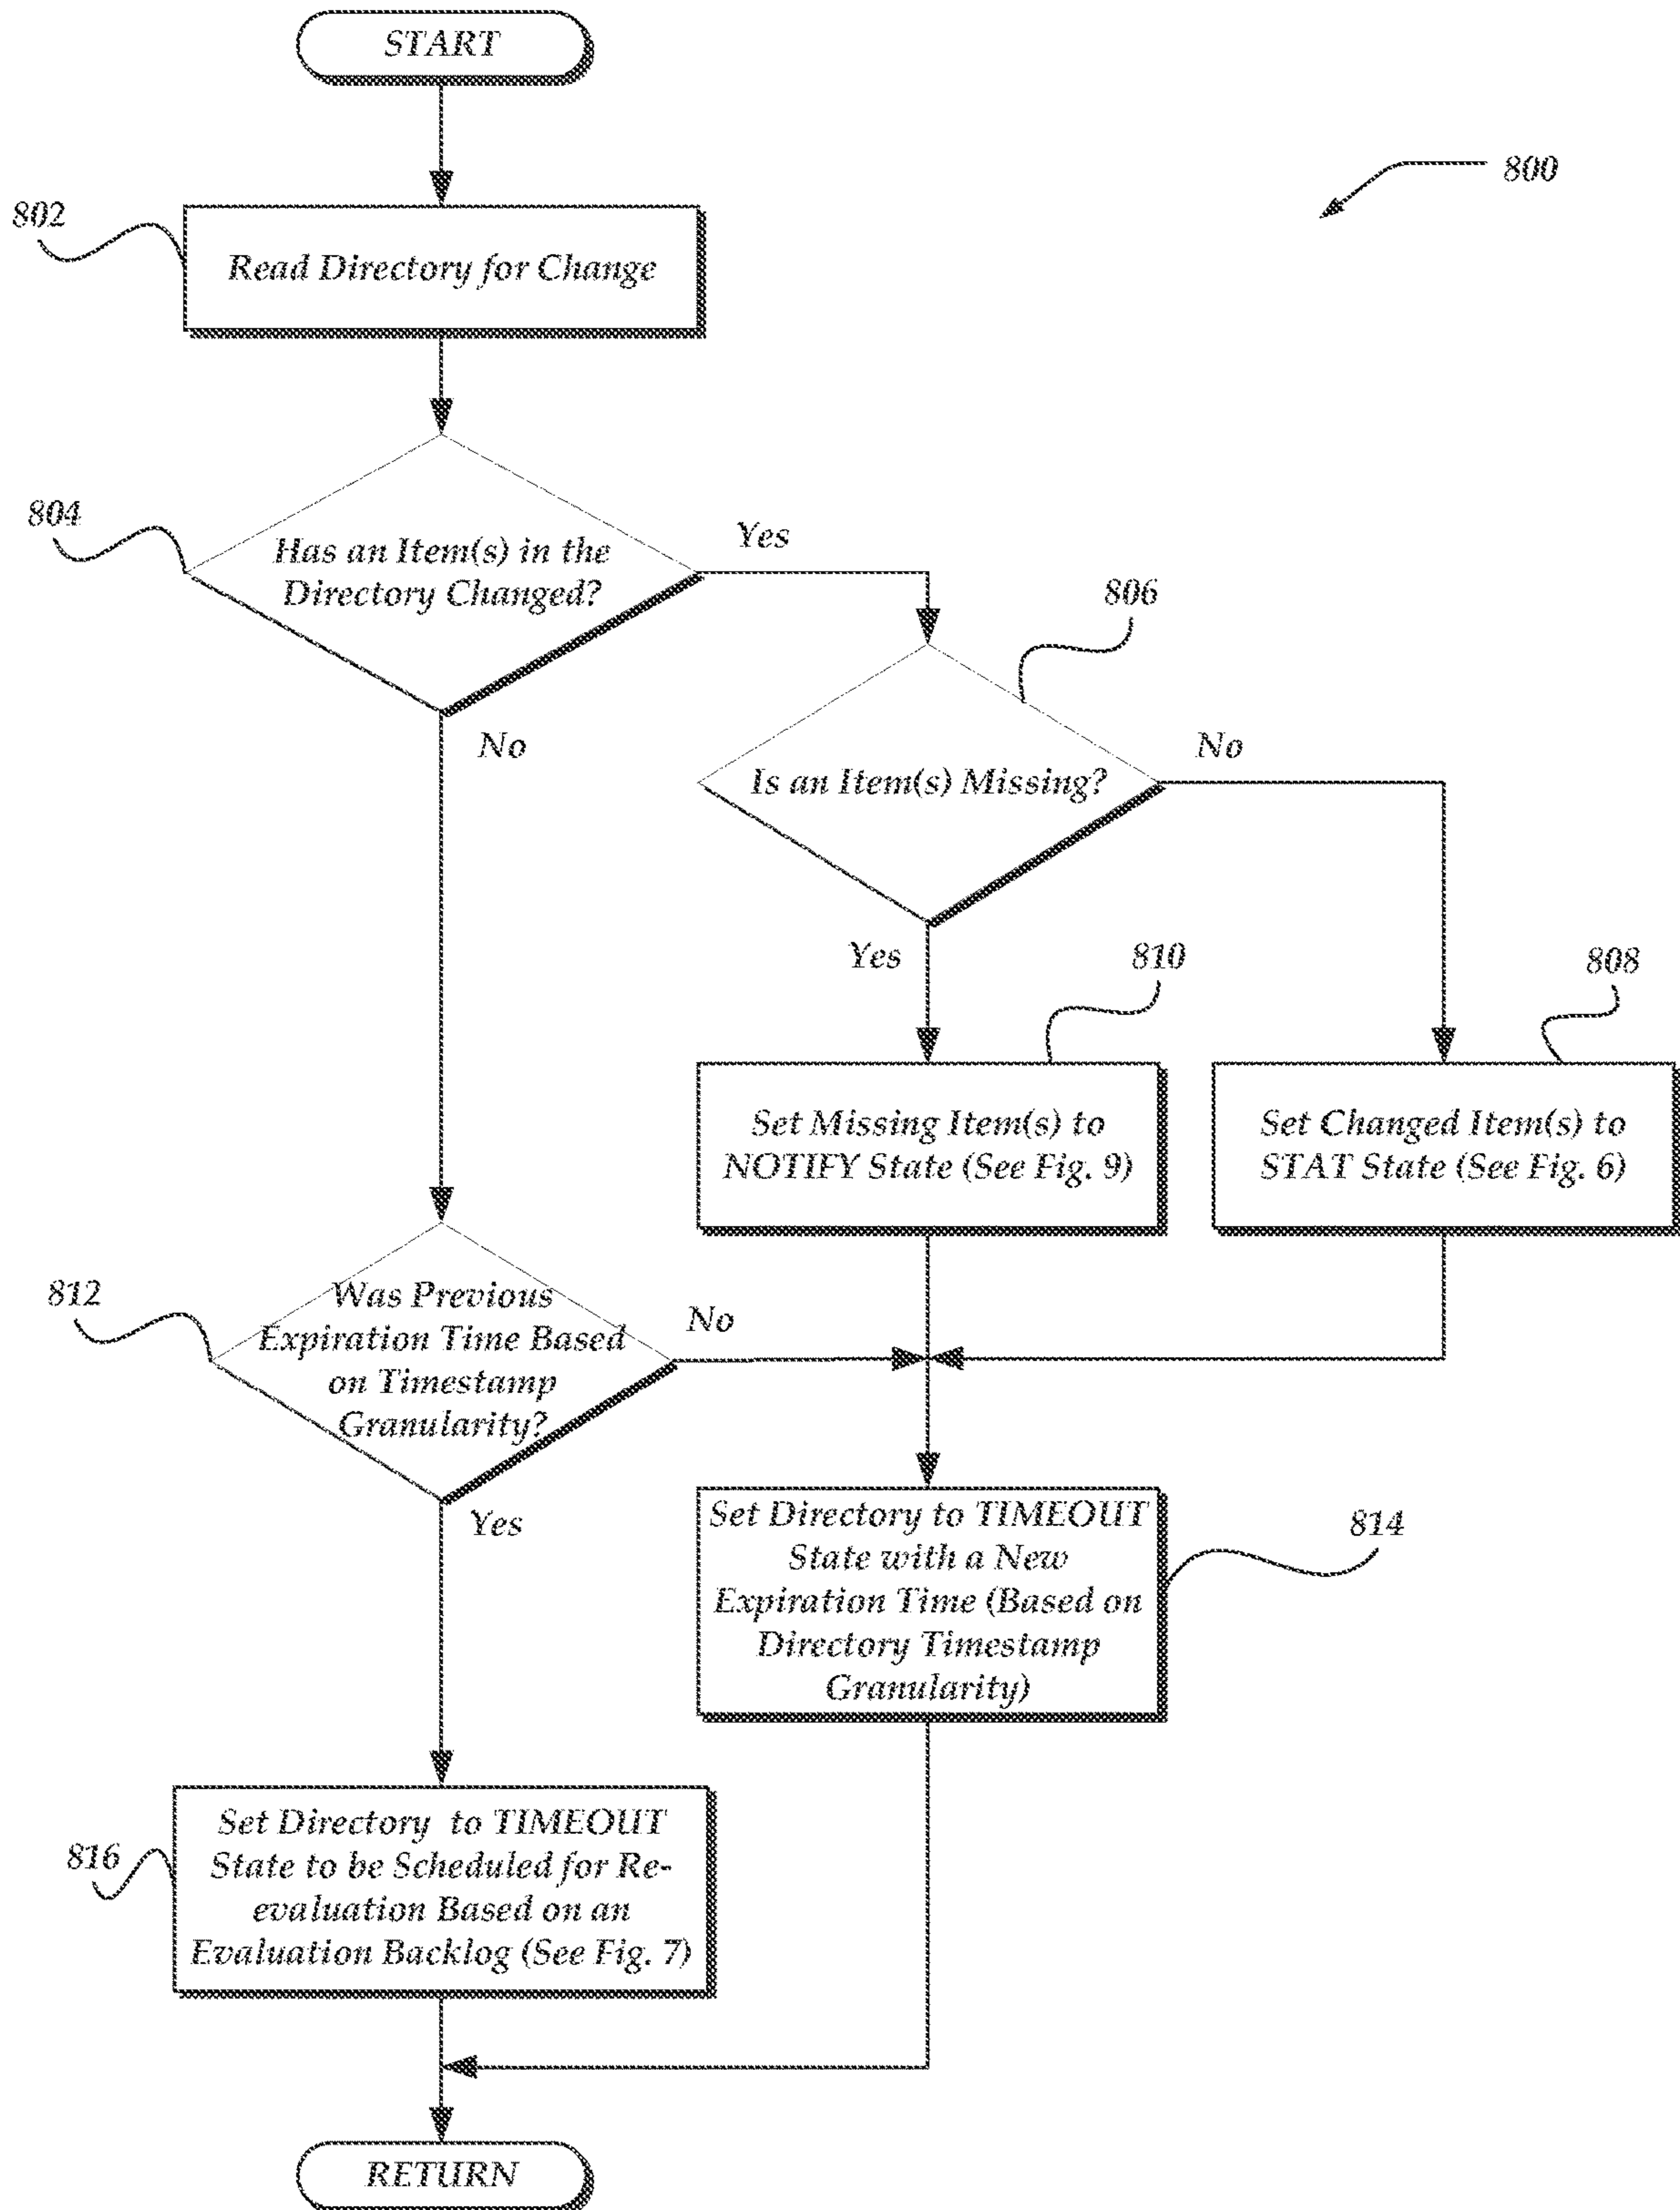 START
800
802
Read Directory for Change
804
Has an Item(s) in the
Directory Changed?
Yes
No
806
Is an Item(s) Missing?
No
Yes
810
808
Set Missing Item(s) to
NOTIFY State (See Fig. 9)
Set Changed Item(s) to
STAT State (See Fig. 6)
812
Was Previous
Expiration Time Based
on Timestamp
Granularity?
No
Yes
Set Directory to TIMEOUT
State with a New
Expiration Time (Based on
Directory Timestamp
Granularity)
814
816
Set Directory to TIMEOUT
State to be Scheduled for Re-
evaluation Based on an
Evaluation Backlog (See Fig. 7)
RETURN